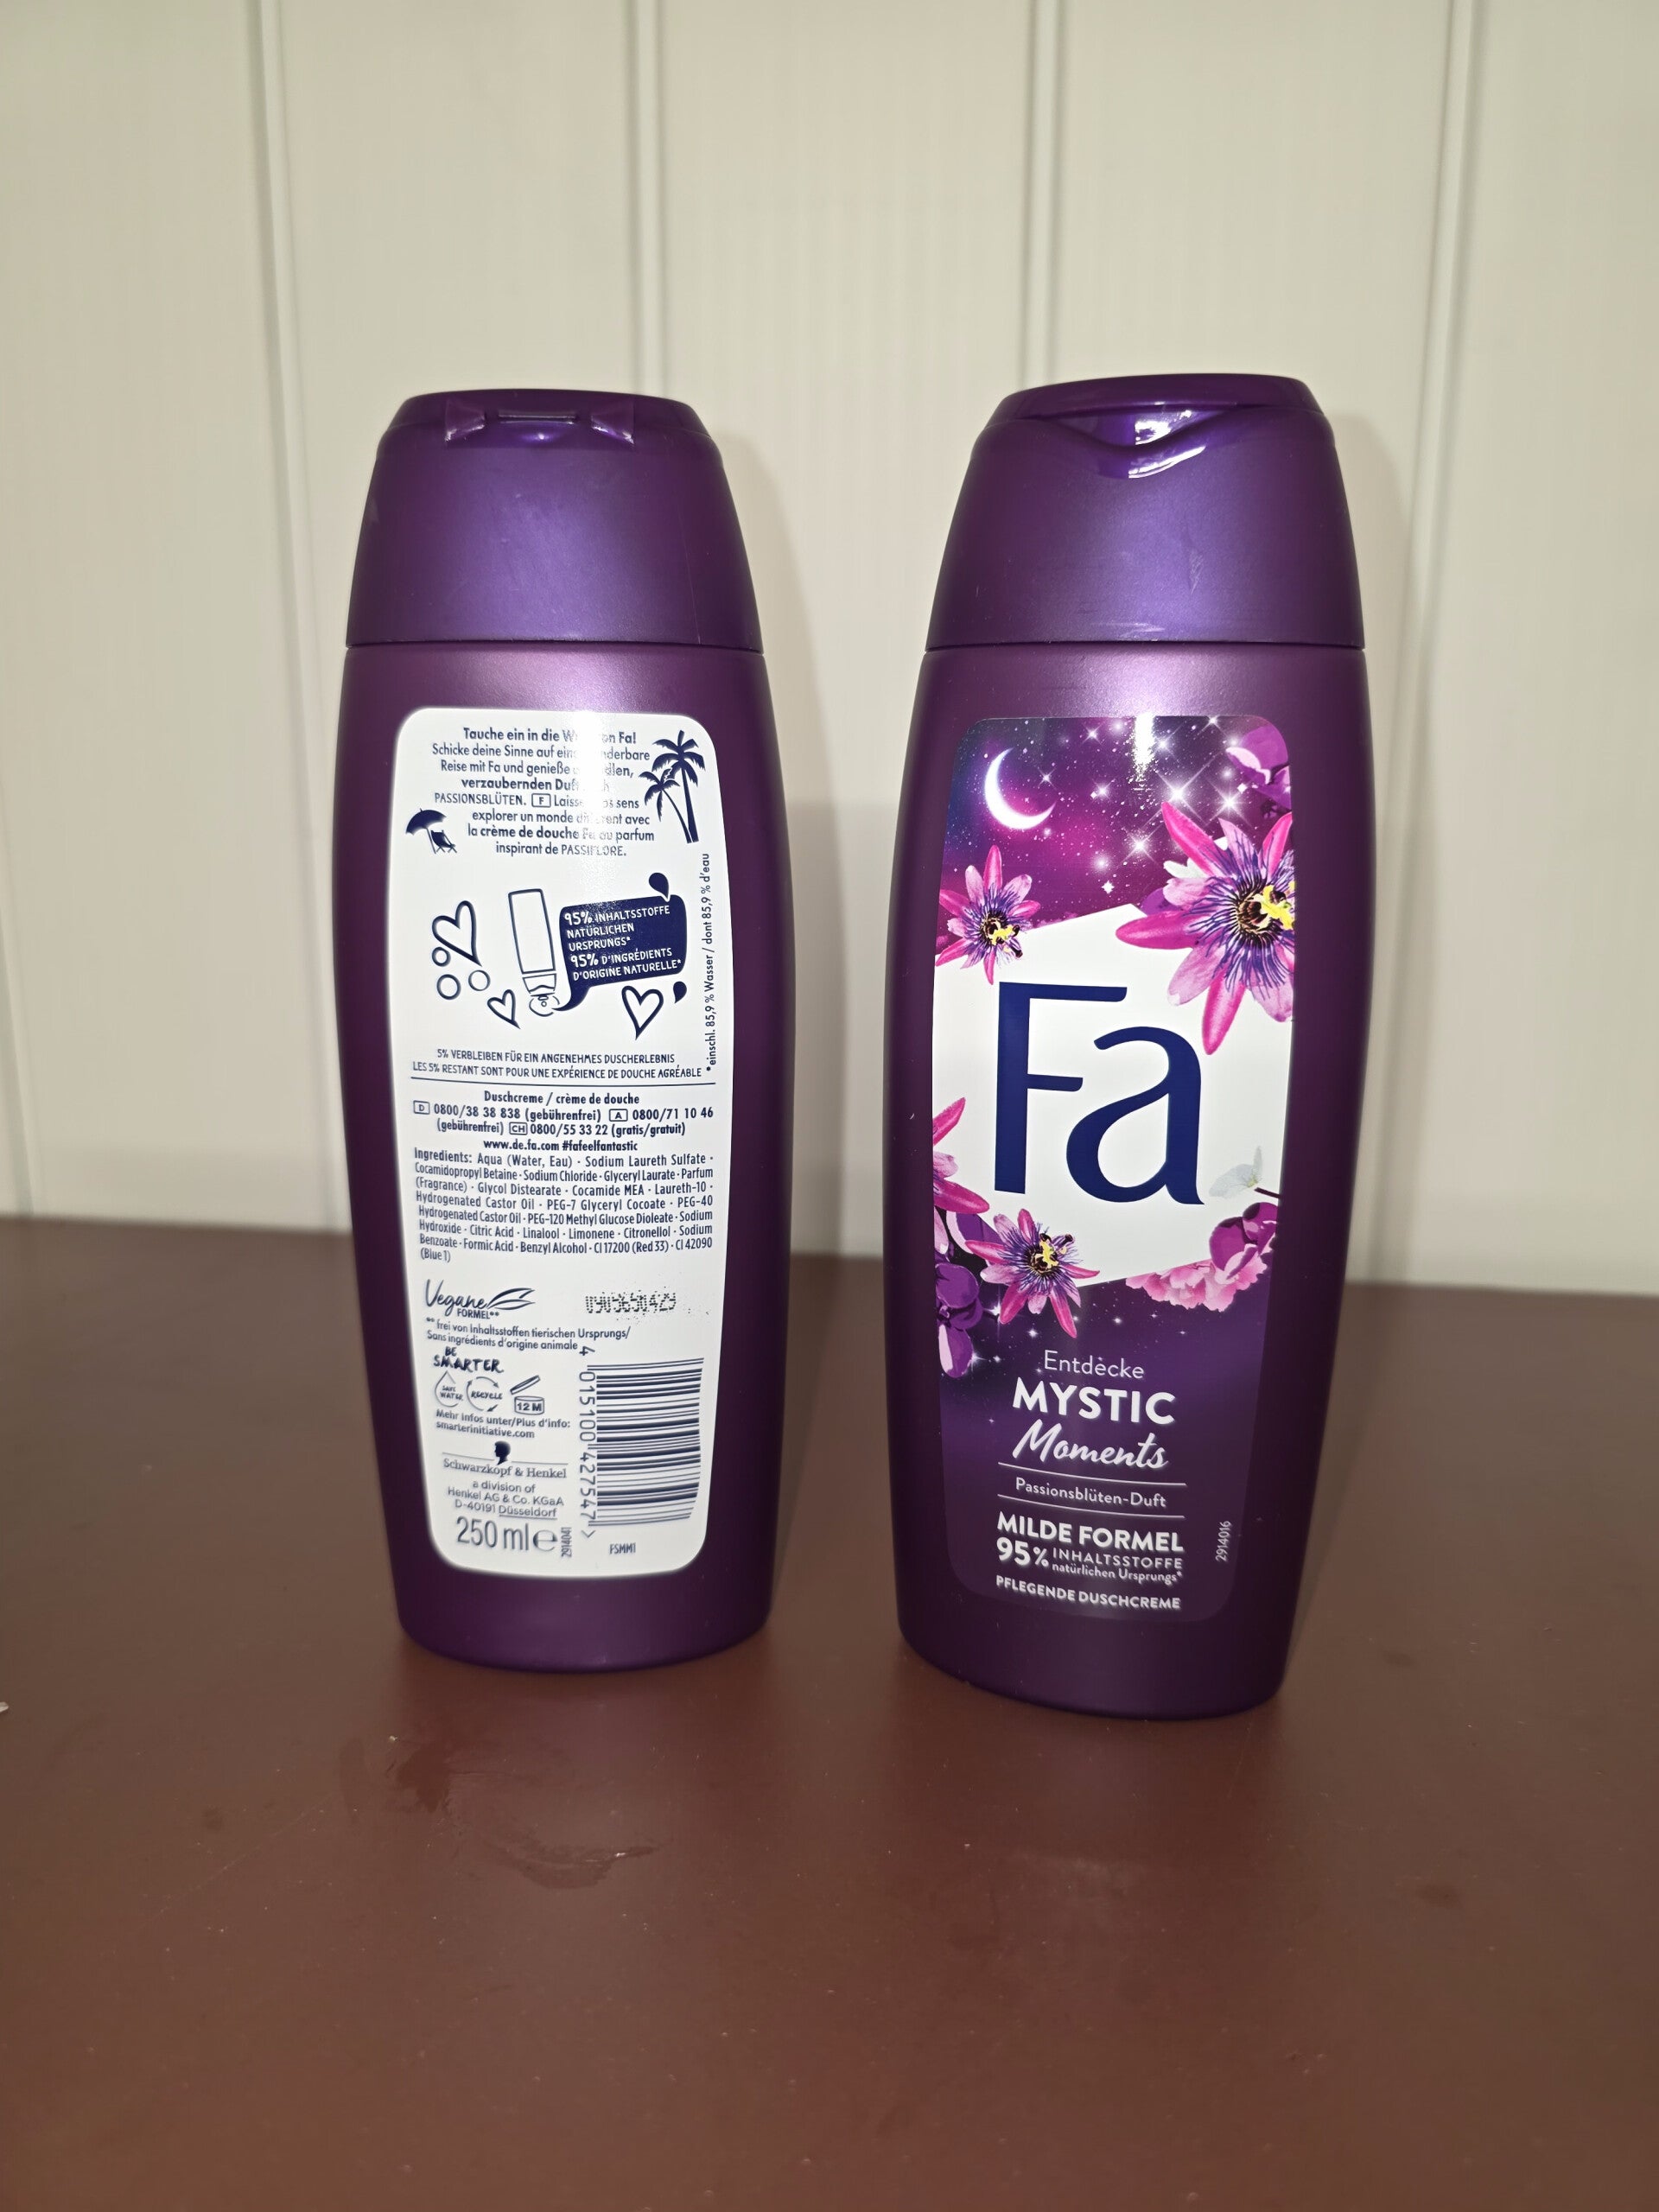 Tauche ein in die Fa!
Schicke deine Sinne auf
Reise mit Fa und genieße
verzaubernden
PASSIONSBLÜTEN. F sens
explorer un monde avec
la crème de douche Fa au parfum
inspirant de PASSIFLORE.
95% INHALTSSTOFFE
NATÜRLICHEN
URSPRUNGS*
95% D'INGRÉDIENTS
D'ORIGINE NATURELLE*
*einschl. 85,9 % Wasser / dont 85,9 % d'eau
5% VERBLEIBEN FÜR EIN ANGENEHMES DUSCHERLEBNIS
LES 5% RESTANT SONT POUR UNE EXPÉRIENCE DE DOUCHE AGRÉABLE
Duschcreme / crème de douche
D 0800/38 38 838 (gebührenfrei) A 0800/71 10 46
(gebührenfrei) CH 0800/55 33 22 (gratis/gratuit)
www.de.fa.com #fafeelfantastic
Ingredients: Aqua (Water, Eau) · Sodium Laureth Sulfate ·
Cocamidopropyl Betaine · Sodium Chloride · Glyceryl Laurate · Parfum
(Fragrance) · Glycol Distearate · Cocamide MEA · Laureth-10 ·
Hydrogenated Castor Oil · PEG-7 Glyceryl Cocoate · PEG-40
Hydrogenated Castor Oil · PEG-120 Methyl Glucose Dioleate · Sodium
Hydroxide · Citric Acid · Linalool · Limonene · Citronellol · Sodium
Benzoate · Formic Acid · Benzyl Alcohol · CI 17200 (Red 33) · CI 42090
(Blue 1)
Vegane
FORMEL**
** frei von Inhaltsstoffen tierischen Ursprungs/
Sans ingrédients d'origine animale
BE
SMARTER
SAVE
WATER
RECYCLE
12 M
Mehr Infos unter/Plus d'info:
smarterinitiative.com
Schwarzkopf & Henkel
a division of
Henkel AG & Co. KGaA
D-40191 Düsseldorf
250 ml e
2914041
4 015100 427547 >
FSMM1
Fa
Entdecke
MYSTIC
Moments
Passionsblüten-Duft
MILDE FORMEL
95% INHALTSSTOFFE
natürlichen Ursprungs*
PFLEGENDE DUSCHCREME
2914016